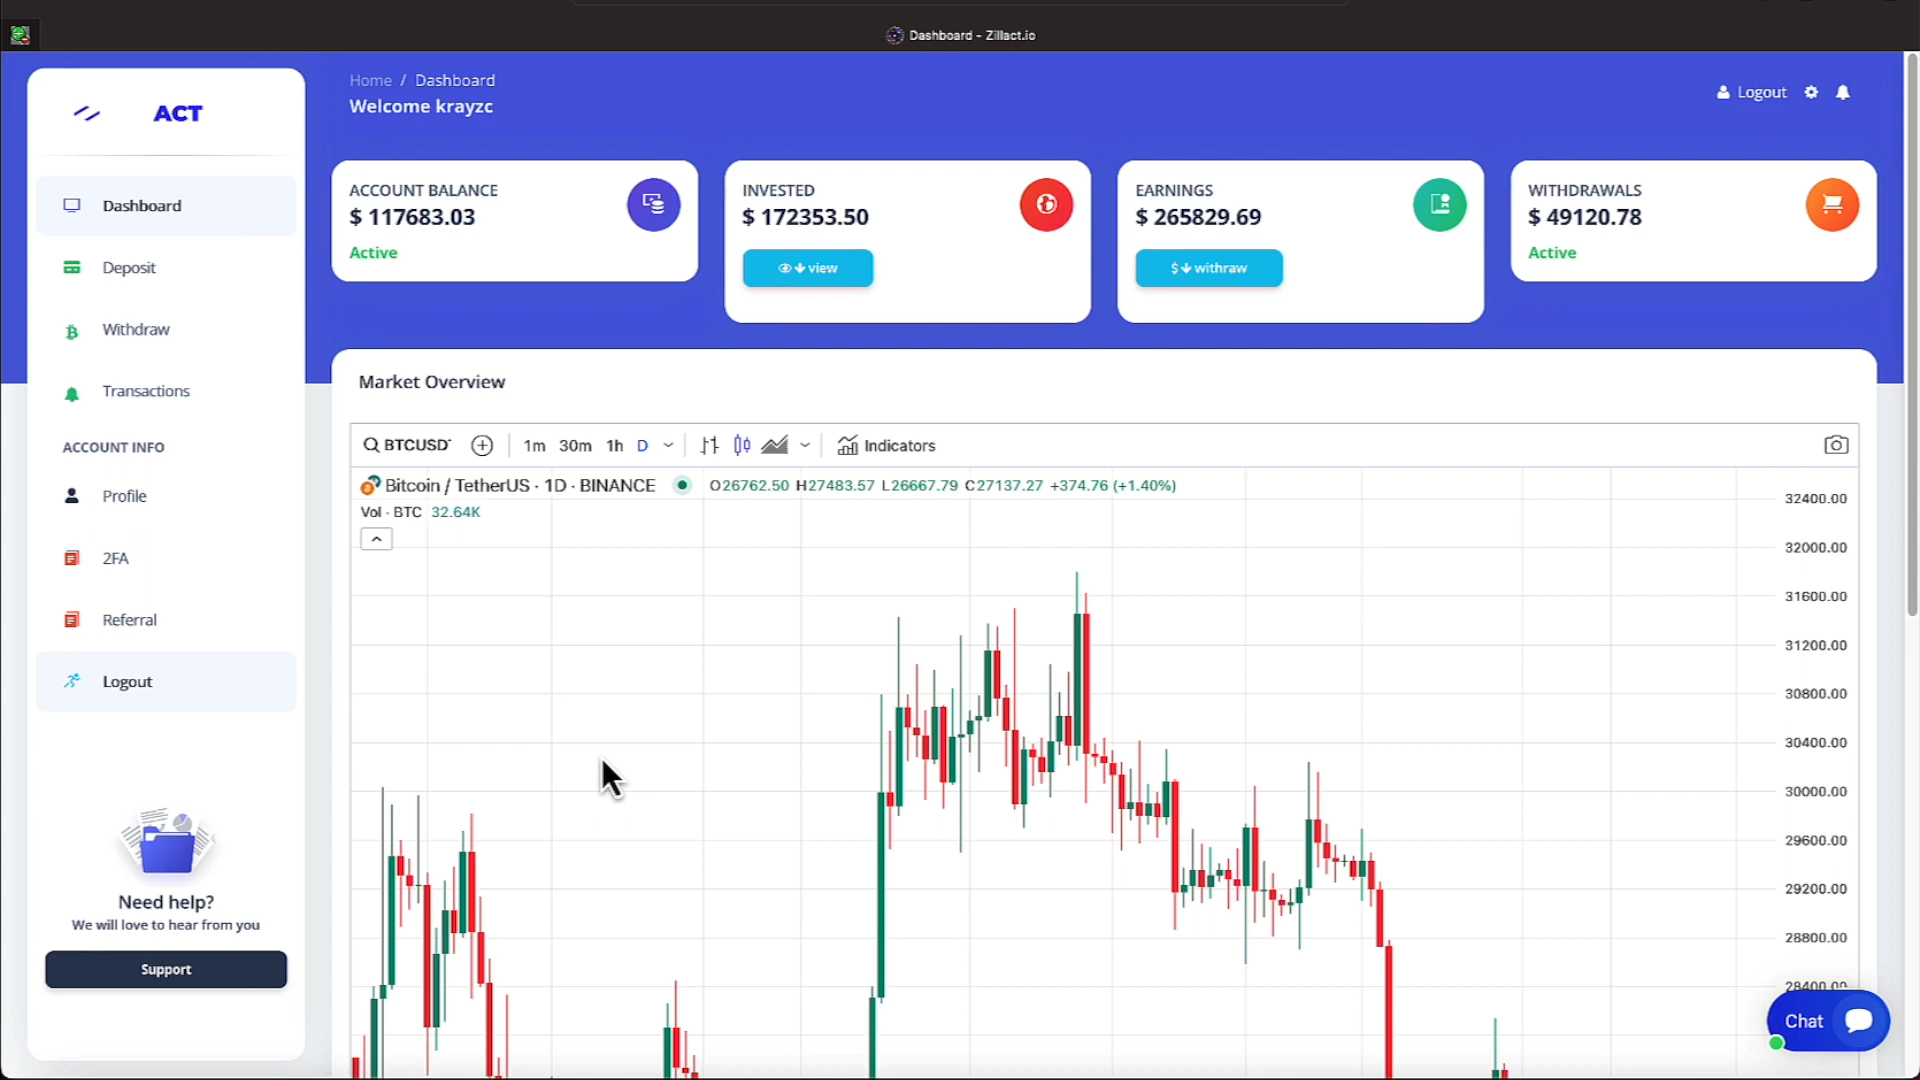 Dashboard - Zillact.io
Home / Dashboard
Welcome krayzc
Logout
ACT
Dashboard
Deposit
Withdraw
Transactions
ACCOUNT INFO
Profile
2FA
Referral
Logout
Need help?
We will love to hear from you
Support
ACCOUNT BALANCE
$ 117683.03
Active
INVESTED
$ 172353.50
view
EARNINGS
$ 265829.69
$ withraw
WITHDRAWALS
$ 49120.78
Active
Market Overview
BTCUSD
1m 30m 1h D
Indicators
Bitcoin / TetherUS · 1D · BINANCE O26762.50 H27483.57 L26667.79 C27137.27 +374.76 (+1.40%)
Vol · BTC 32.64K
32400.00
32000.00
31600.00
31200.00
30800.00
30400.00
30000.00
29600.00
29200.00
28800.00
28400.00
Chat